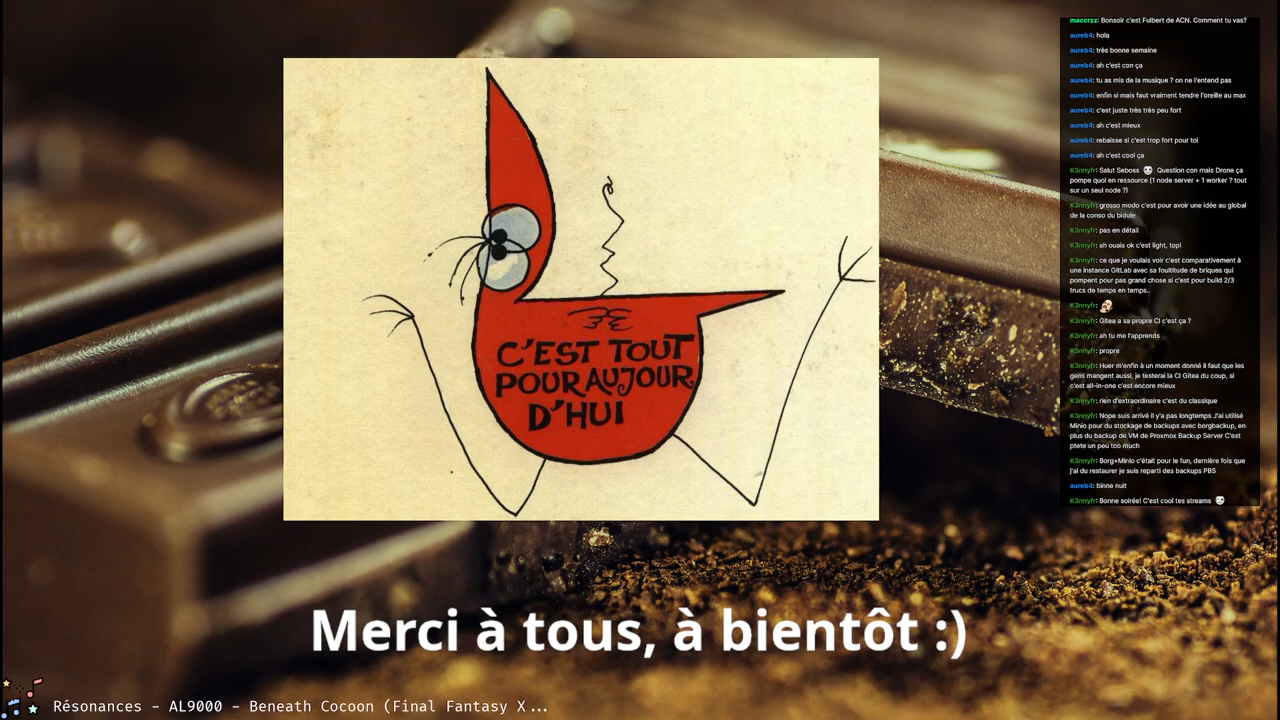 C'EST TOUT
POUR AUJOUR
D'HUI
Merci à tous, à bientôt :)
Résonances - AL9000 - Beneath Cocoon (Final Fantasy X...
maccrzz: Bonsoir c'est Fulbert de ACN. Comment tu vas?
aureb4: hola
aureb4: très bonne semaine
aureb4: ah c'est con ça
aureb4: tu as mis de la musique ? on ne l'entend pas
aureb4: enfin si mais faut vraiment tendre l'oreille au max
aureb4: c'est juste très très peu fort
aureb4: ah c'est mieux
aureb4: rebaisse si c'est trop fort pour toi
aureb4: ah c'est cool ça
K3nnyfr: Salut Seboss Question con mais Drone ça
pompe quoi en ressource (1 node server + 1 worker ? tout
sur un seul node ?)
K3nnyfr: grosso modo c'est pour avoir une idée au global
de la conso du bidule
K3nnyfr: pas en détail
K3nnyfr: ah ouais ok c'est light, top!
K3nnyfr: ce que je voulais voir c'est comparativement à
une instance GitLab avec sa foultitude de briques qui
pompent pour pas grand chose si c'est pour build 2/3
trucs de temps en temps..
K3nnyfr:
K3nnyfr: Gitea a sa propre CI c'est ça ?
K3nnyfr: ah tu me l'apprends
K3nnyfr: propre
K3nnyfr: Huer m'enfin à un moment donné il faut que les
gens mangent aussi, je testerai la CI Gitea du coup, si
c'est all-in-one c'est encore mieux
K3nnyfr: rien d'extraordinaire c'est du classique
K3nnyfr: Nope suis arrivé il y'a pas longtemps J'ai utilisé
Minio pour du stockage de backups avec borgbackup, en
plus du backup de VM de Proxmox Backup Server C'est
ptete un peu too much
K3nnyfr: Borg+Minio c'était pour le fun, dernière fois que
j'ai du restaurer je suis reparti des backups PBS
aureb4: binne nuit
K3nnyfr: Bonne soirée! C'est cool tes streams